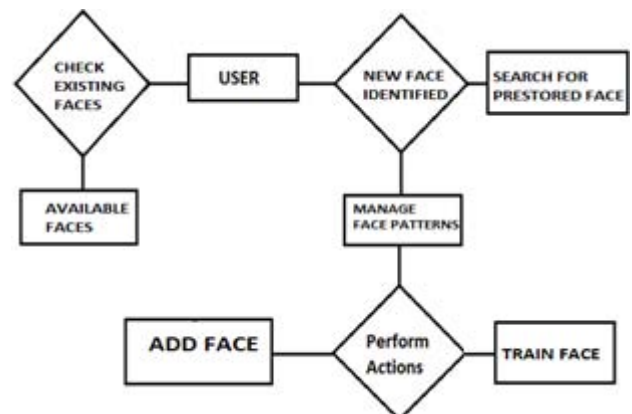 CHECK
EXISTING
FACES
USER
NEW FACE
IDENTIFIED
SEARCH FOR
PRESTORED FACE
AVAILABLE
FACES
MANAGE
FACE PATTERNS
ADD FACE
Perform
Actions
TRAIN FACE